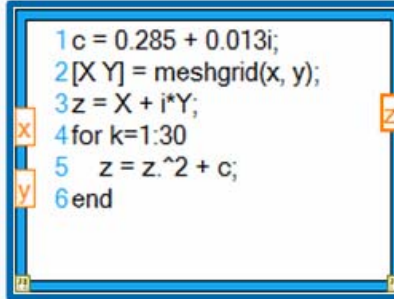 1 c = 0.285 + 0.013i;
2 [X Y] = meshgrid(x, y);
3 z = X + i*Y;
x
4 for k=1:30
5 z = z.^2 + c;
y
6 end
z